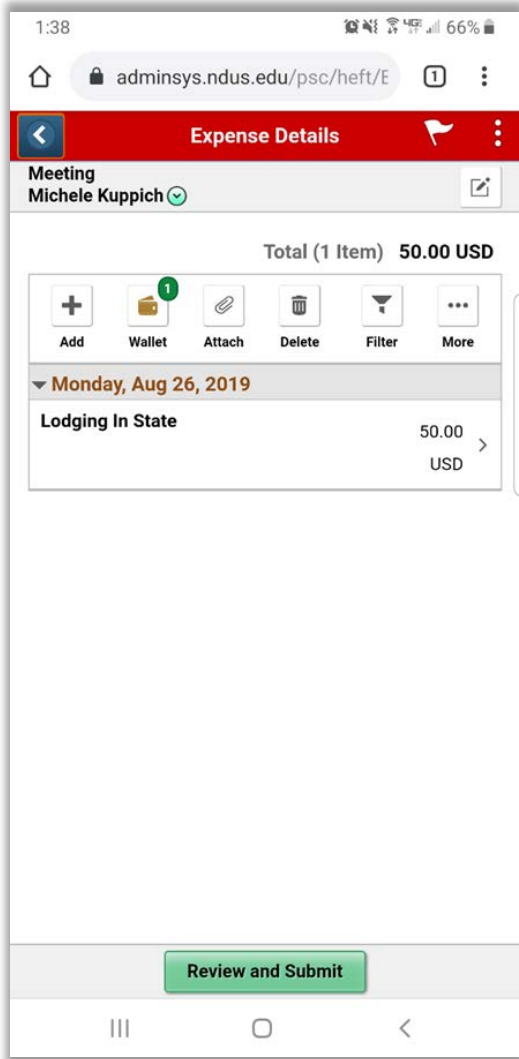 1:38 4GE 66%
adminsys.ndus.edu/psc/heft/E 1
Expense Details
Meeting
Michele Kuppich
Total (1 Item) 50.00 USD
1
Add Wallet Attach Delete Filter More
Monday, Aug 26, 2019
Lodging In State
50.00
USD
Review and Submit